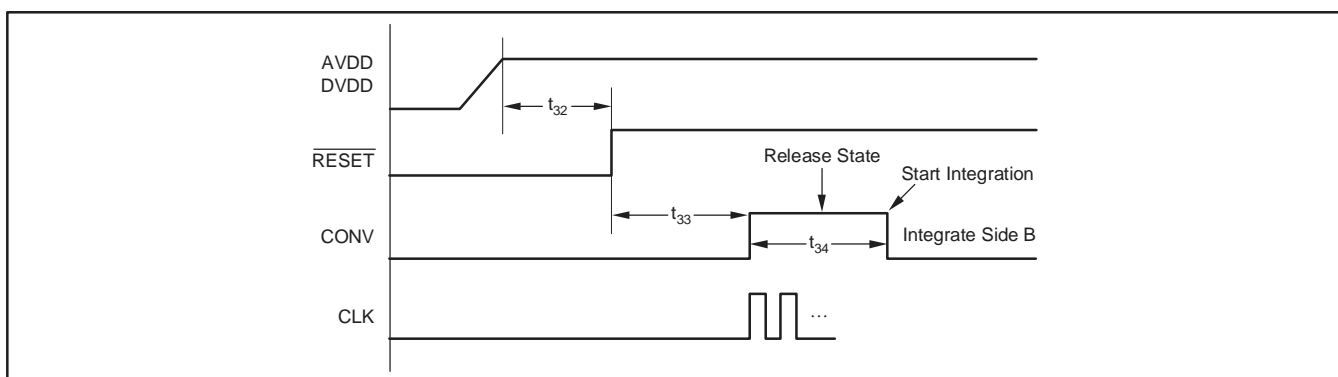 AVDD
DVDD
t32
RESET
Release State
Start Integration
t33
CONV
t34
Integrate Side B
CLK
...